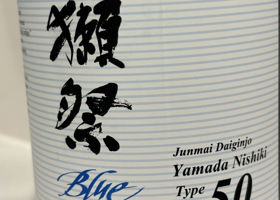 獺祭
Blue
Junmai Daiginjo
Yamada Nishiki
Type 50